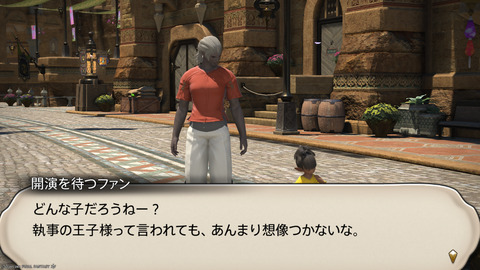 開演を待つファン
どんな子だろうねー？
執事の王子様って言われても、あんまり想像つかないな。